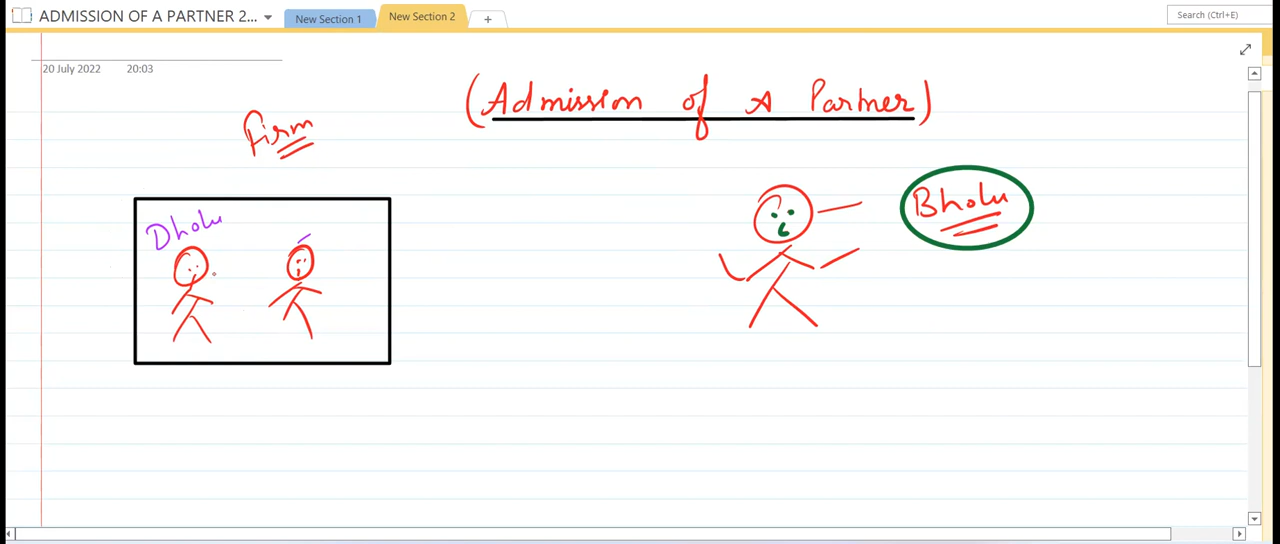 ADMISSION OF A PARTNER 2...
New Section 1
New Section 2
+
Search (Ctrl+E)
20 July 2022 20:03
(Admission of A Partner)
firm
Dholu
Bholu